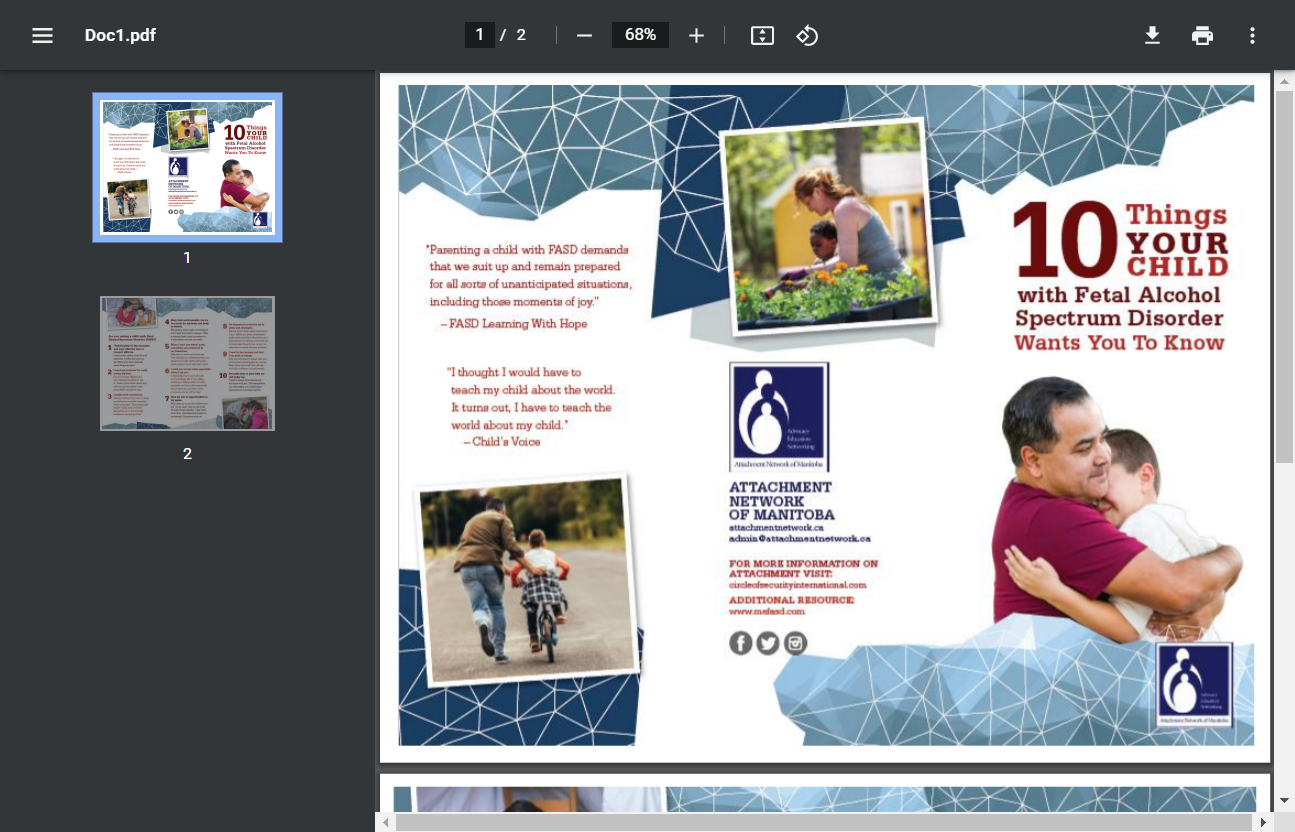 Doc1.pdf
1 / 2
68%
1
2
"Parenting a child with FASD demands
that we suit up and remain prepared
for all sorts of unanticipated situations,
including those moments of joy."
– FASD Learning With Hope
"I thought I would have to
teach my child about the world.
It turns out, I have to teach the
world about my child."
– Child's Voice
Advocacy
Education
Networking
Attachment Network of Manitoba
ATTACHMENT
NETWORK
OF MANITOBA
attachmentnetwork.ca
admin@attachmentnetwork.ca
FOR MORE INFORMATION ON
ATTACHMENT VISIT:
circleofsecurityinternational.com
ADDITIONAL RESOURCE:
www.msfasd.com
10 Things
YOUR
CHILD
with Fetal Alcohol
Spectrum Disorder
Wants You To Know
Advocacy
Education
Networking
Attachment Network of Manitoba